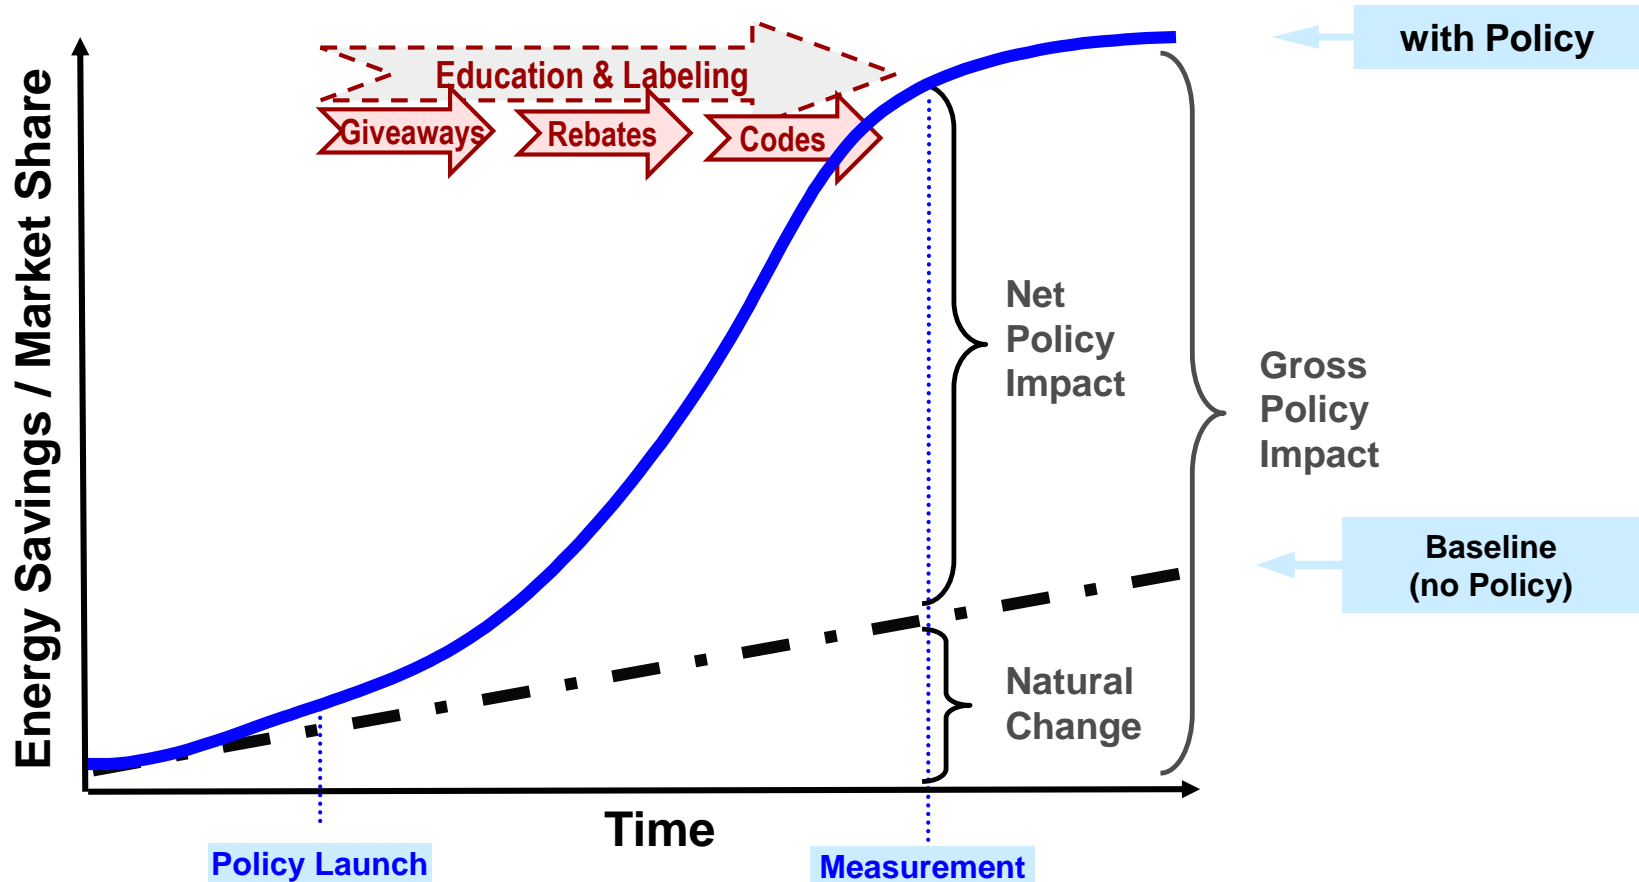 with Policy
Education & Labeling
Giveaways
Rebates
Codes
Energy Savings / Market Share
Net
Policy
Impact
Gross
Policy
Impact
Baseline
(no Policy)
Natural
Change
Time
Policy Launch
Measurement